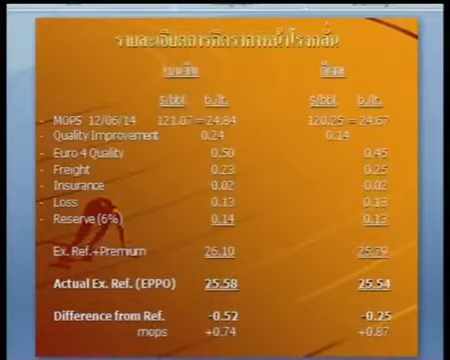 รายละเอียดการคิดราคาหน้าโรงกลั่น
เบนซิน ดีเซล
$/bbl. b./lt. $/bbl. b./lt.
- MOPS 12/06/14 121.07 = 24.84 120.25 = 24.67
- Quality Improvement 0.24 0.14
- Euro 4 Quality 0.50 0.45
- Freight 0.23 0.25
- Insurance 0.02 0.02
- Loss 0.13 0.13
- Reserve (6%) 0.14 0.13
Ex. Ref.+Premium 26.10 25.79
Actual Ex. Ref. (EPPO) 25.58 25.54
Difference from Ref. -0.52 -0.25
mops +0.74 +0.87